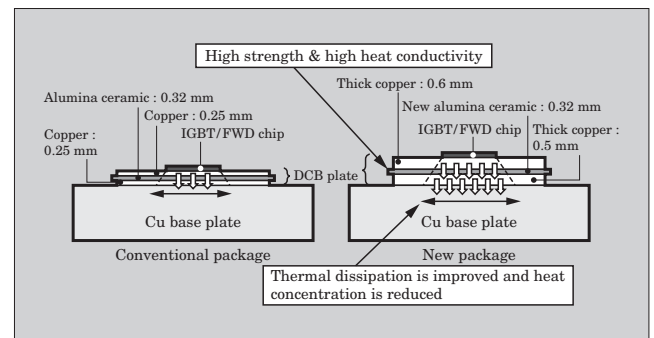 High strength & high heat conductivity
Thick copper : 0.6 mm
Alumina ceramic : 0.32 mm
New alumina ceramic : 0.32 mm
Copper : 0.25 mm
Copper :
0.25 mm
IGBT/FWD chip
IGBT/FWD chip
Thick copper :
0.5 mm
DCB plate
Cu base plate
Cu base plate
Conventional package
New package
Thermal dissipation is improved and heat
concentration is reduced